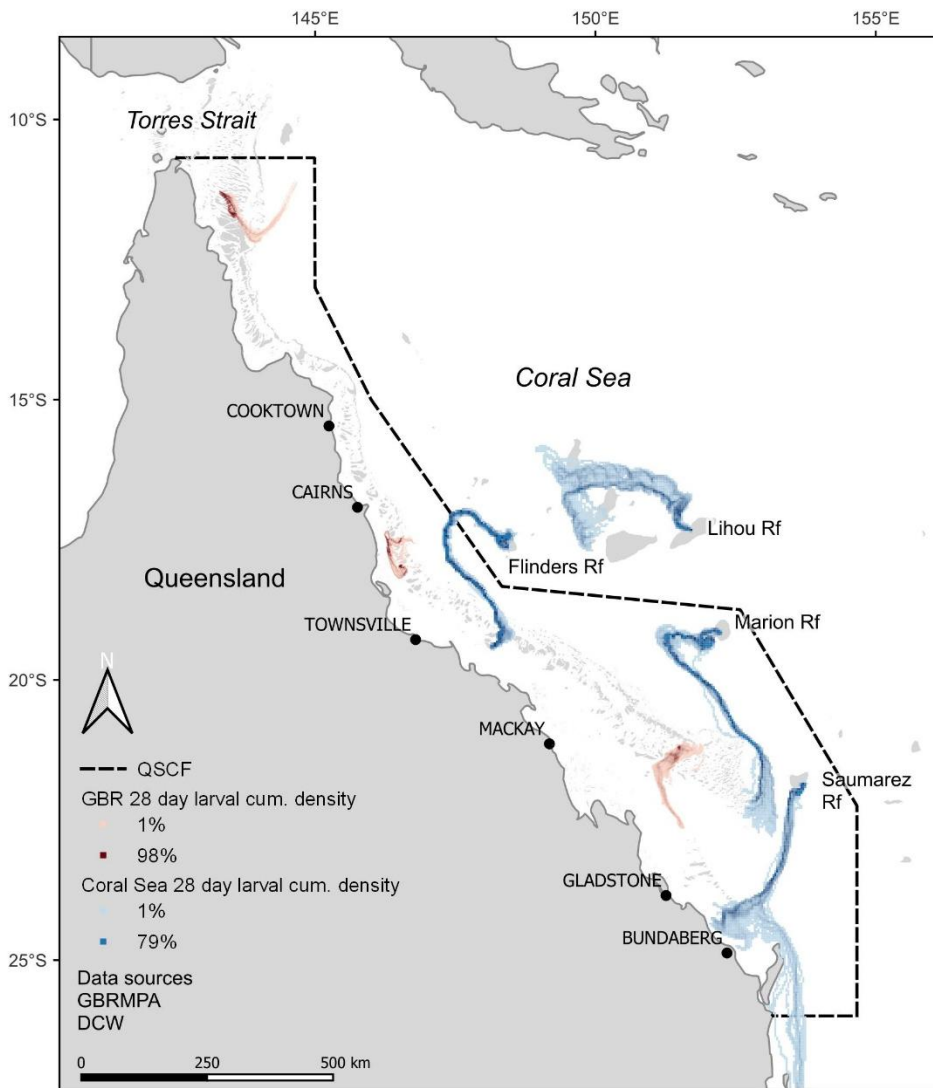 145°E 150°E 155°E
10°S
Torres Strait
15°S
Coral Sea
COOKTOWN
CAIRNS
Lihou Rf
Flinders Rf
Queensland
TOWNSVILLE
Marion Rf
20°S
N
MACKAY
QSCF
Saumarez
Rf
GBR 28 day larval cum. density
1%
98%
GLADSTONE
Coral Sea 28 day larval cum. density
1%
BUNDABERG
79%
25°S
Data sources
GBRMPA
DCW
0 250 500 km